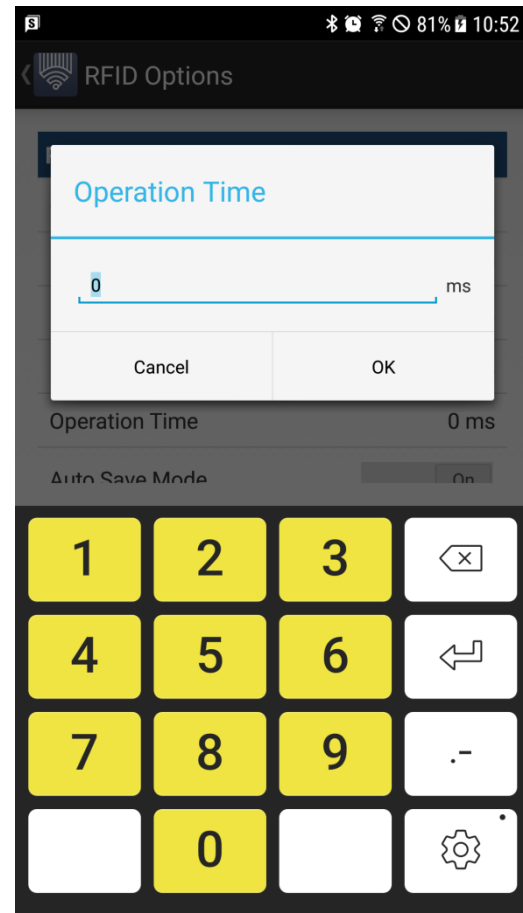 S 81% 10:52
RFID Options
Operation Time
0 ms
Cancel OK
Operation Time 0 ms
Auto Save Mode On
1 2 3
4 5 6
7 8 9 .-
0